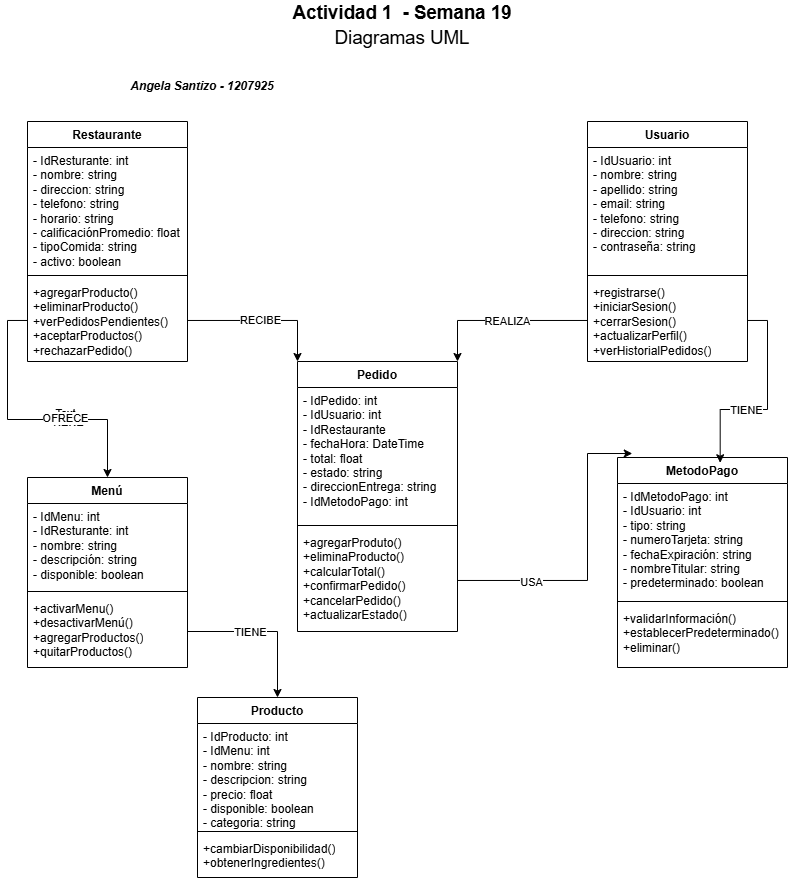 Actividad 1 - Semana 19
Diagramas UML
Angela Santizo - 1207925
Restaurante
- IdResturante: int
- nombre: string
- direccion: string
- telefono: string
- horario: string
- calificaciónPromedio: float
- tipoComida: string
- activo: boolean
+agregarProducto()
+eliminarProducto()
+verPedidosPendientes()
+aceptarProductos()
+rechazarPedido()
Usuario
- IdUsuario: int
- nombre: string
- apellido: string
- email: string
- telefono: string
- direccion: string
- contraseña: string
+registrarse()
+iniciarSesion()
+cerrarSesion()
+actualizarPerfil()
+verHistorialPedidos()
RECIBE
REALIZA
Pedido
- IdPedido: int
- IdUsuario: int
- IdRestaurante
- fechaHora: DateTime
- total: float
- estado: string
- direccionEntrega: string
- IdMetodoPago: int
+agregarProduto()
+eliminaProducto()
+calcularTotal()
+confirmarPedido()
+cancelarPedido()
+actualizarEstado()
OFRECE
TIENE
Menú
- IdMenu: int
- IdResturante: int
- nombre: string
- descripción: string
- disponible: boolean
+activarMenu()
+desactivarMenú()
+agregarProductos()
+quitarProductos()
MetodoPago
- IdMetodoPago: int
- IdUsuario: int
- tipo: string
- numeroTarjeta: string
- fechaExpiración: string
- nombreTitular: string
- predeterminado: boolean
+validarInformación()
+establecerPredeterminado()
+eliminar()
USA
TIENE
Producto
- IdProducto: int
- IdMenu: int
- nombre: string
- descripcion: string
- precio: float
- disponible: boolean
- categoria: string
+cambiarDisponibilidad()
+obtenerIngredientes()